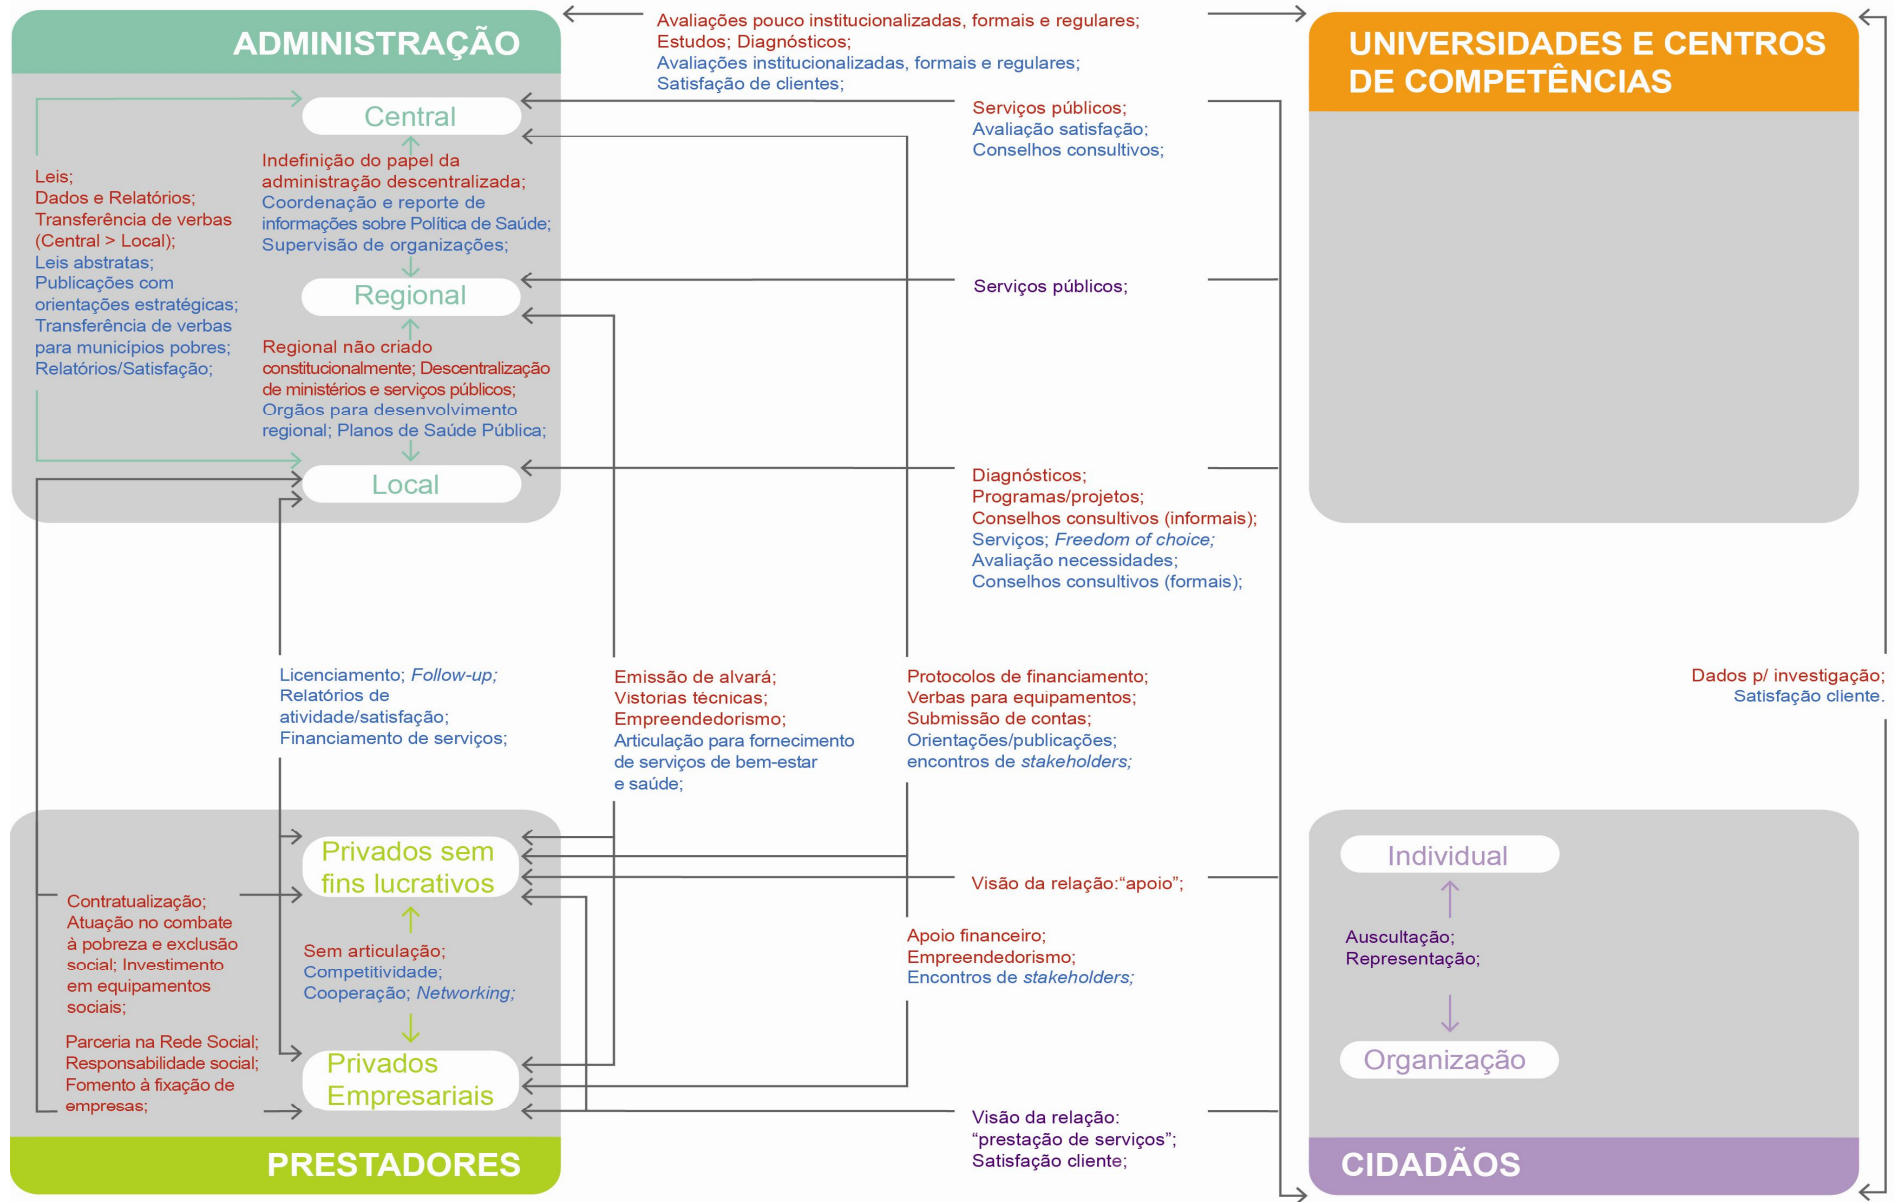 ADMINISTRAÇÃO
Avaliações pouco institucionalizadas, formais e regulares;
Estudos; Diagnósticos;
Avaliações institucionalizadas, formais e regulares;
Satisfação de clientes;
UNIVERSIDADES E CENTROS
DE COMPETÊNCIAS
Central
Serviços públicos;
Avaliação satisfação;
Conselhos consultivos;
Leis;
Dados e Relatórios;
Transferência de verbas
(Central > Local);
Leis abstratas;
Publicações com
orientações estratégicas;
Transferência de verbas
para municípios pobres;
Relatórios/Satisfação;
Indefinição do papel da
administração descentralizada;
Coordenação e reporte de
informações sobre Política de Saúde;
Supervisão de organizações;
Regional
Serviços públicos;
Regional não criado
constitucionalmente; Descentralização
de ministérios e serviços públicos;
Orgãos para desenvolvimento
regional; Planos de Saúde Pública;
Local
Diagnósticos;
Programas/projetos;
Conselhos consultivos (informais);
Serviços; Freedom of choice;
Avaliação necessidades;
Conselhos consultivos (formais);
Licenciamento; Follow-up;
Relatórios de
atividade/satisfação;
Financiamento de serviços;
Emissão de alvará;
Vistorias técnicas;
Empreendedorismo;
Articulação para fornecimento
de serviços de bem-estar
e saúde;
Protocolos de financiamento;
Verbas para equipamentos;
Submissão de contas;
Orientações/publicações;
encontros de stakeholders;
Dados p/ investigação;
Satisfação cliente.
Privados sem
fins lucrativos
Visão da relação:“apoio”;
Individual
Contratualização;
Atuação no combate
à pobreza e exclusão
social; Investimento
em equipamentos
sociais;
Sem articulação;
Competitividade;
Cooperação; Networking;
Apoio financeiro;
Empreendedorismo;
Encontros de stakeholders;
Auscultação;
Representação;
Parceria na Rede Social;
Responsabilidade social;
Fomento à fixação de
empresas;
Privados
Empresariais
Organização
Visão da relação:
“prestação de serviços”;
Satisfação cliente;
PRESTADORES
CIDADÃOS